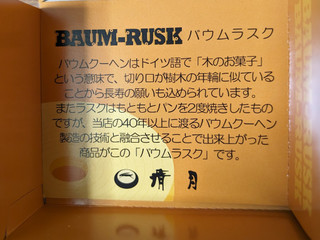 BAUM-RUSK バウムラスク
バウムクーヘンはドイツ語で「木のお菓子」
という意味で、切り口が樹木の年輪に似ている
ことから長寿の願いも込められています。
またラスクはもともとパンを2度焼きしたもの
ですが、当店の40年以上に渡るバウムクーヘン
製造の技術と融合させることで出来上がった
商品がこの「バウムラスク」です。
月